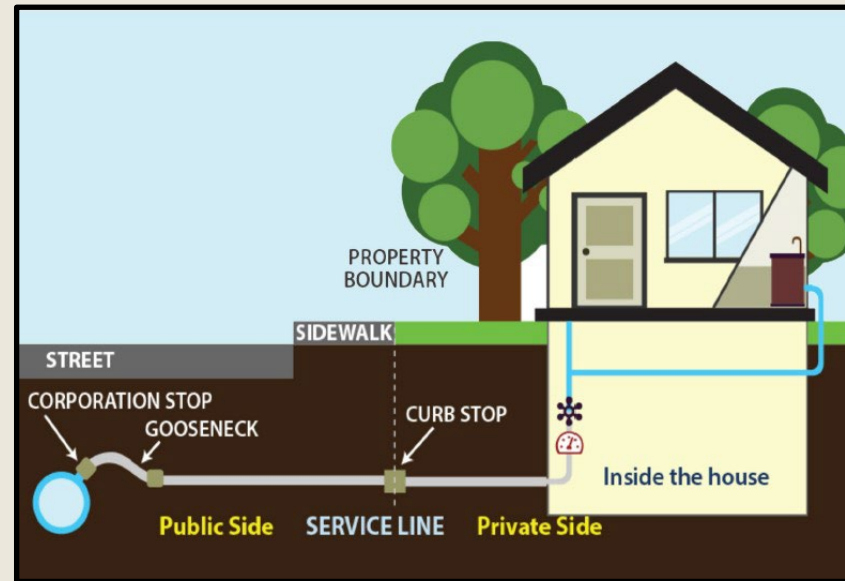 PROPERTY
BOUNDARY
SIDEWALK
STREET
CORPORATION STOP
GOOSENECK
CURB STOP
Inside the house
Public Side
SERVICE LINE
Private Side